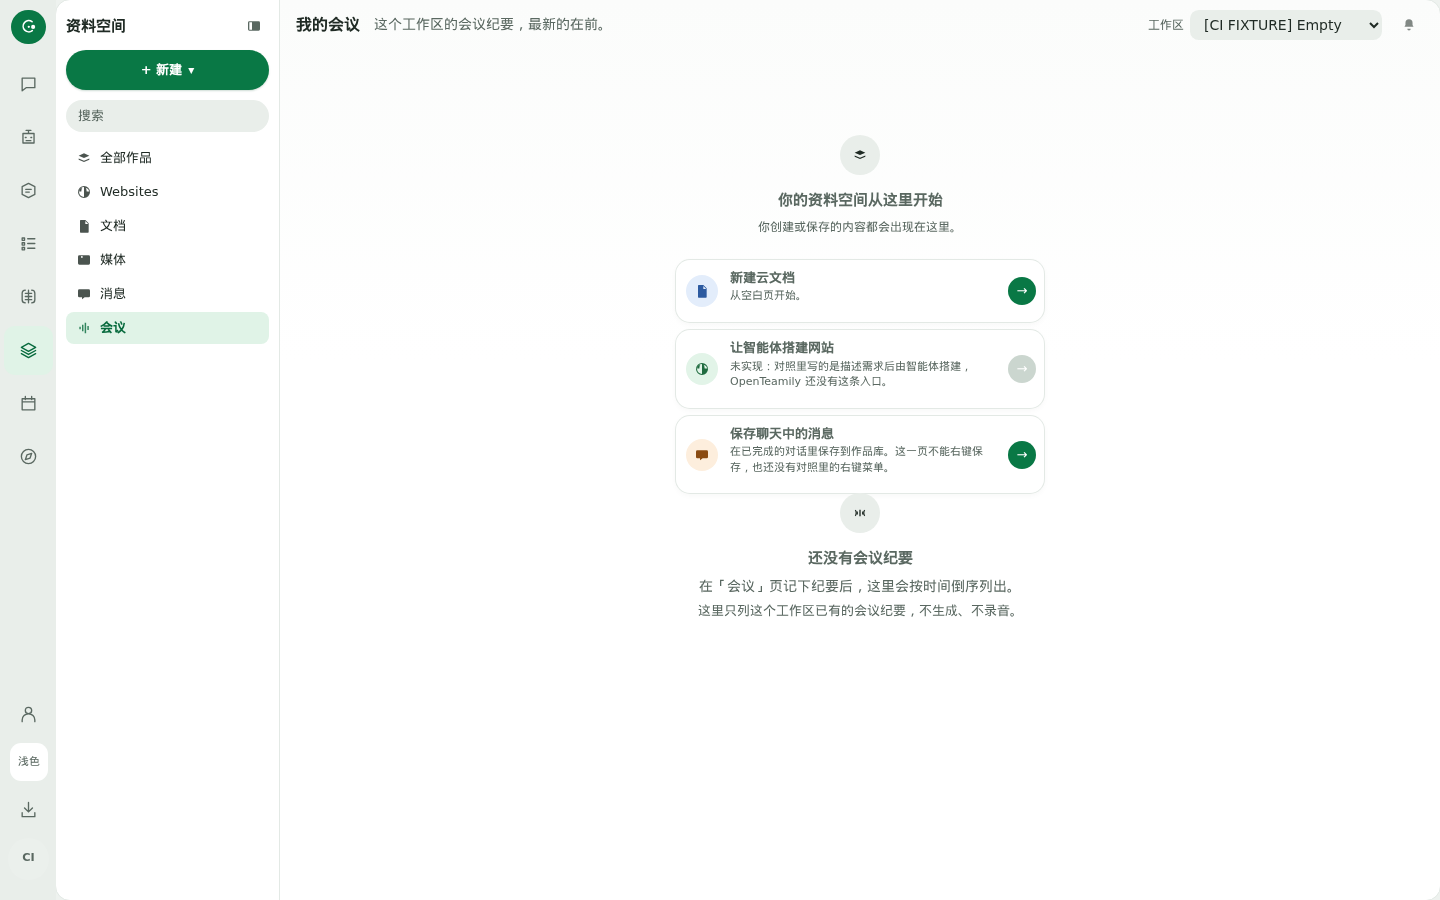 资料空间
+ 新建 ▾
搜索
全部作品
Websites
文档
媒体
消息
会议
浅色
CI
我的会议 这个工作区的会议纪要，最新的在前。
工作区 [CI FIXTURE] Empty
你的资料空间从这里开始
你创建或保存的内容都会出现在这里。
新建云文档
从空白页开始。
→
让智能体搭建网站
未实现：对照里写的是描述需求后由智能体搭建，
OpenTeamily 还没有这条入口。
→
保存聊天中的消息
在已完成的对话里保存到作品库。这一页不能右键保
存，也还没有对照里的右键菜单。
→
还没有会议纪要
在「会议」页记下纪要后，这里会按时间倒序列出。
这里只列这个工作区已有的会议纪要，不生成、不录音。